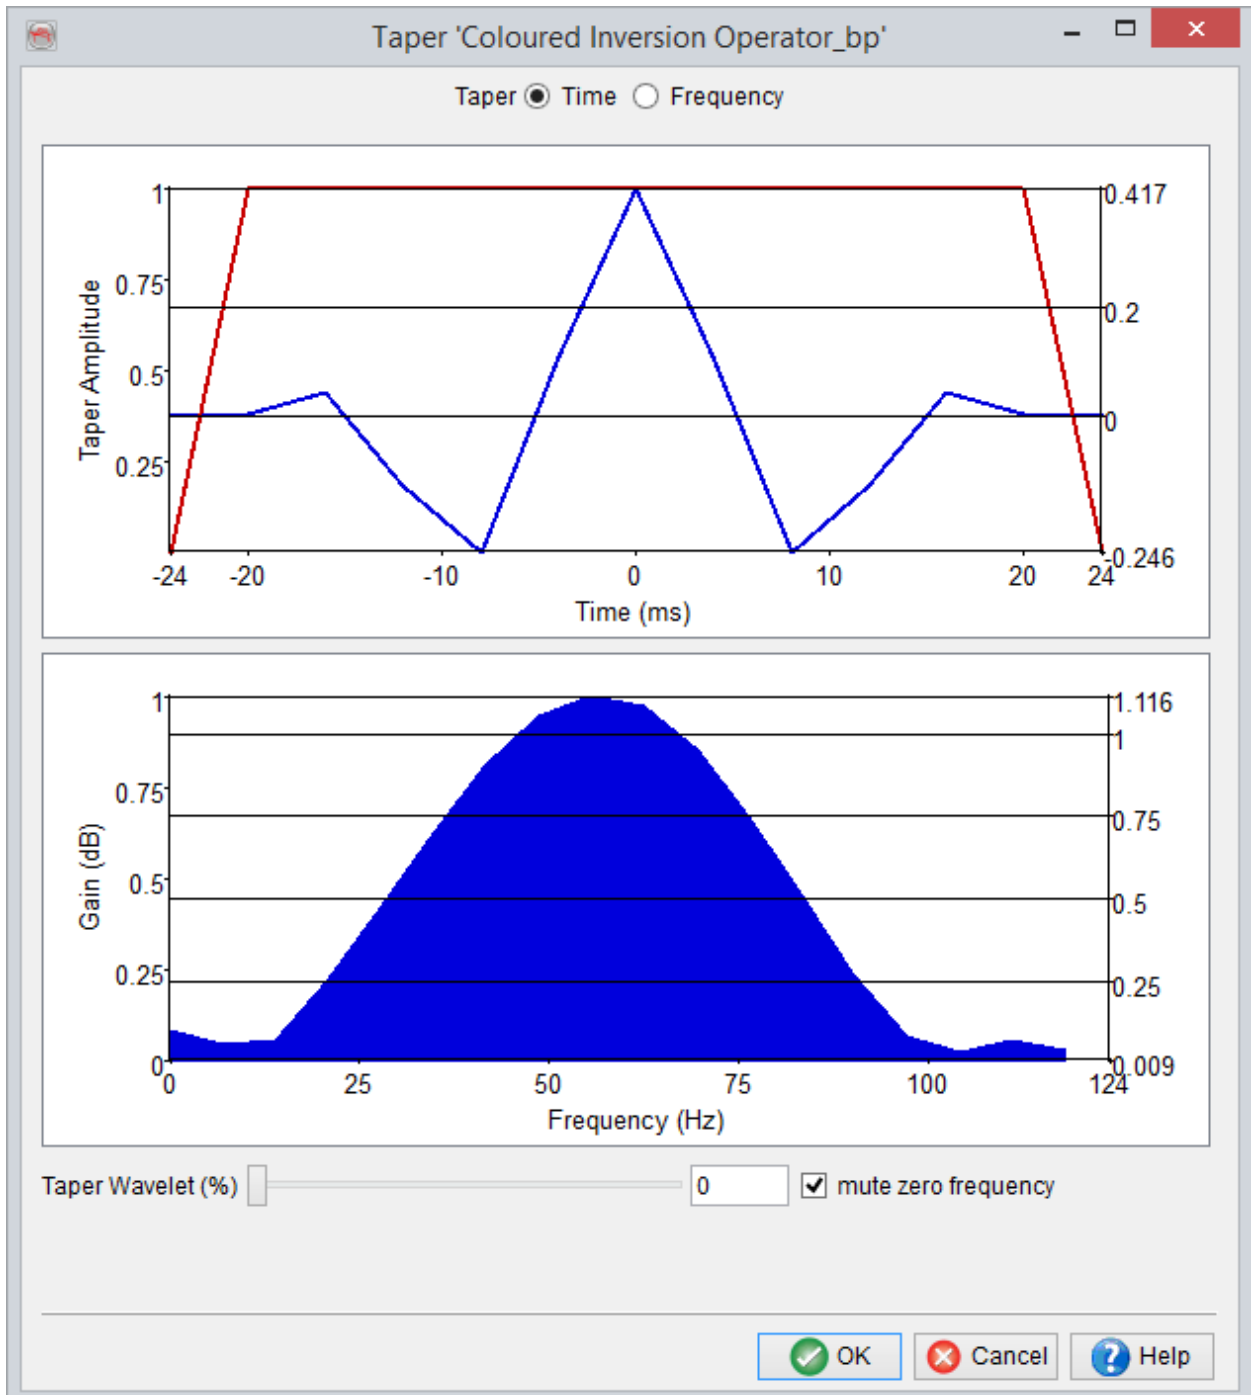 Taper 'Coloured Inversion Operator_bp'
Taper Time Frequency
1 0.417
0.75
0.2
0.5
0
0.25
-0.246
Taper Amplitude
-24 -20 -10 0 10 20 24
Time (ms)
1 1.116
1
0.75 0.75
0.5 0.5
0.25 0.25
0 0.009
Gain (dB)
0 25 50 75 100 124
Frequency (Hz)
Taper Wavelet (%) 0 mute zero frequency
OK Cancel Help